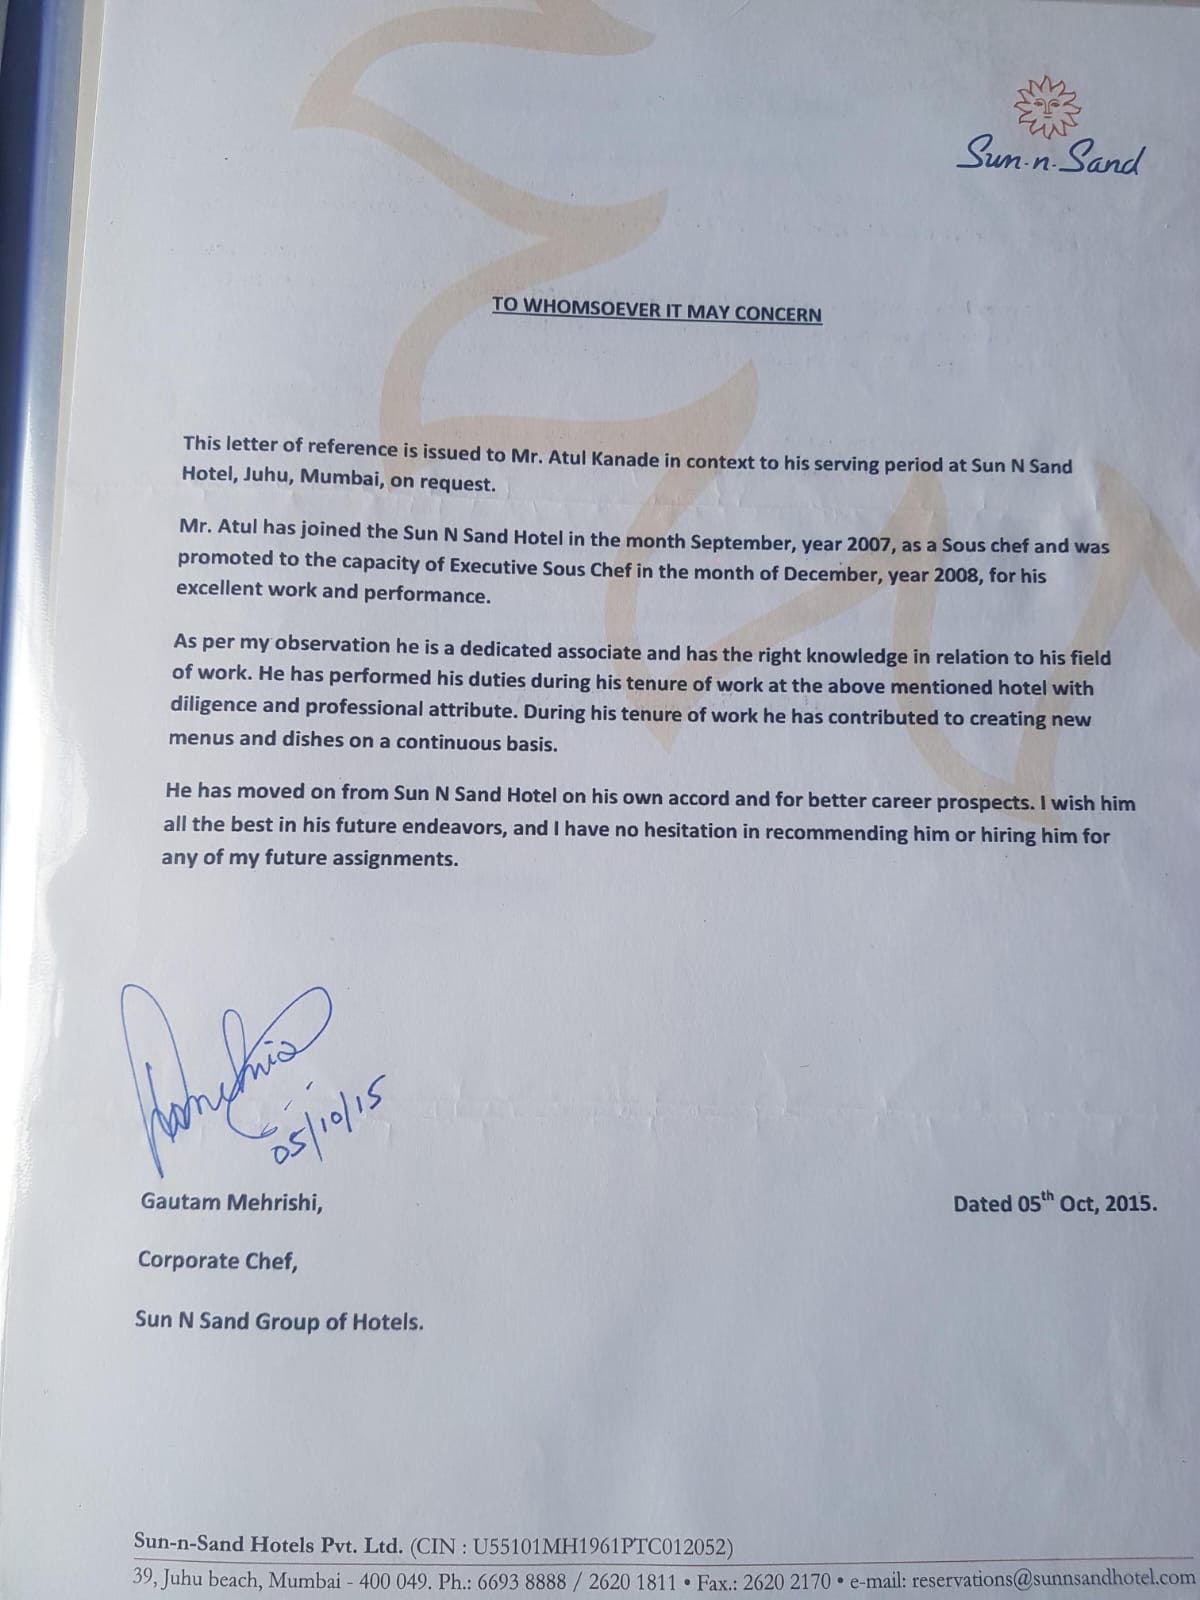 Sun-n-Sand
TO WHOMSOEVER IT MAY CONCERN
This letter of reference is issued to Mr. Atul Kanade in context to his serving period at Sun N Sand
Hotel, Juhu, Mumbai, on request.
Mr. Atul has joined the Sun N Sand Hotel in the month September, year 2007, as a Sous chef and was
promoted to the capacity of Executive Sous Chef in the month of December, year 2008, for his
excellent work and performance.
As per my observation he is a dedicated associate and has the right knowledge in relation to his field
of work. He has performed his duties during his tenure of work at the above mentioned hotel with
diligence and professional attribute. During his tenure of work he has contributed to creating new
menus and dishes on a continuous basis.
He has moved on from Sun N Sand Hotel on his own accord and for better career prospects. I wish him
all the best in his future endeavors, and I have no hesitation in recommending him or hiring him for
any of my future assignments.
05/10/15
Gautam Mehrishi, Dated 05th Oct, 2015.
Corporate Chef,
Sun N Sand Group of Hotels.
Sun-n-Sand Hotels Pvt. Ltd. (CIN : U55101MH1961PTC012052)
39, Juhu beach, Mumbai - 400 049. Ph.: 6693 8888 / 2620 1811 • Fax.: 2620 2170 • e-mail: reservations@sunnsandhotel.com